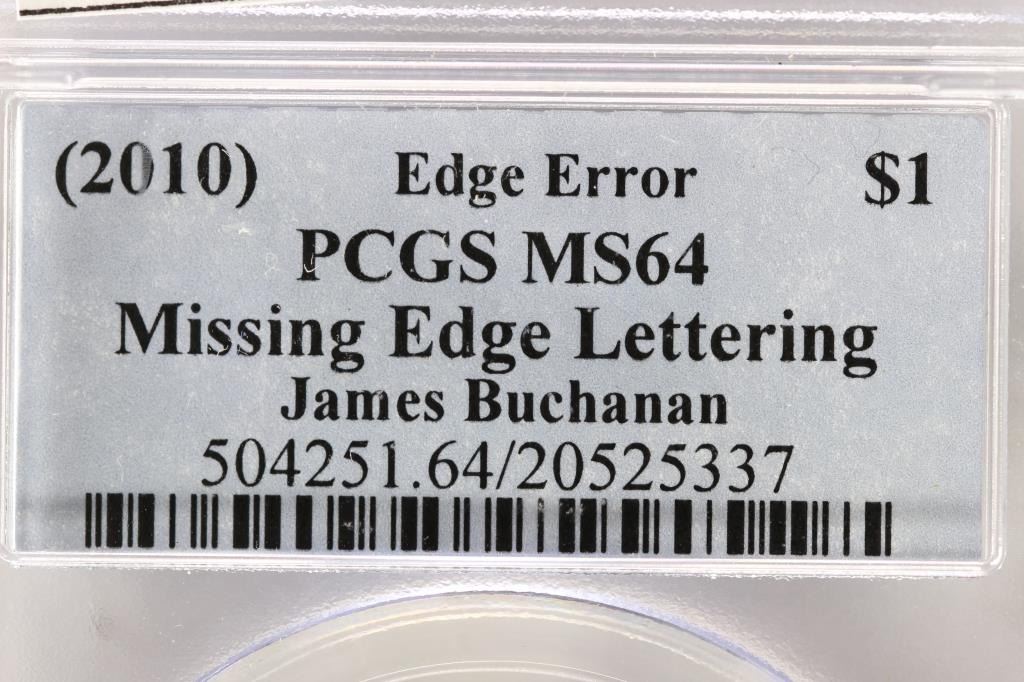 (2010) Edge Error $1
PCGS MS64
Missing Edge Lettering
James Buchanan
504251.64/20525337